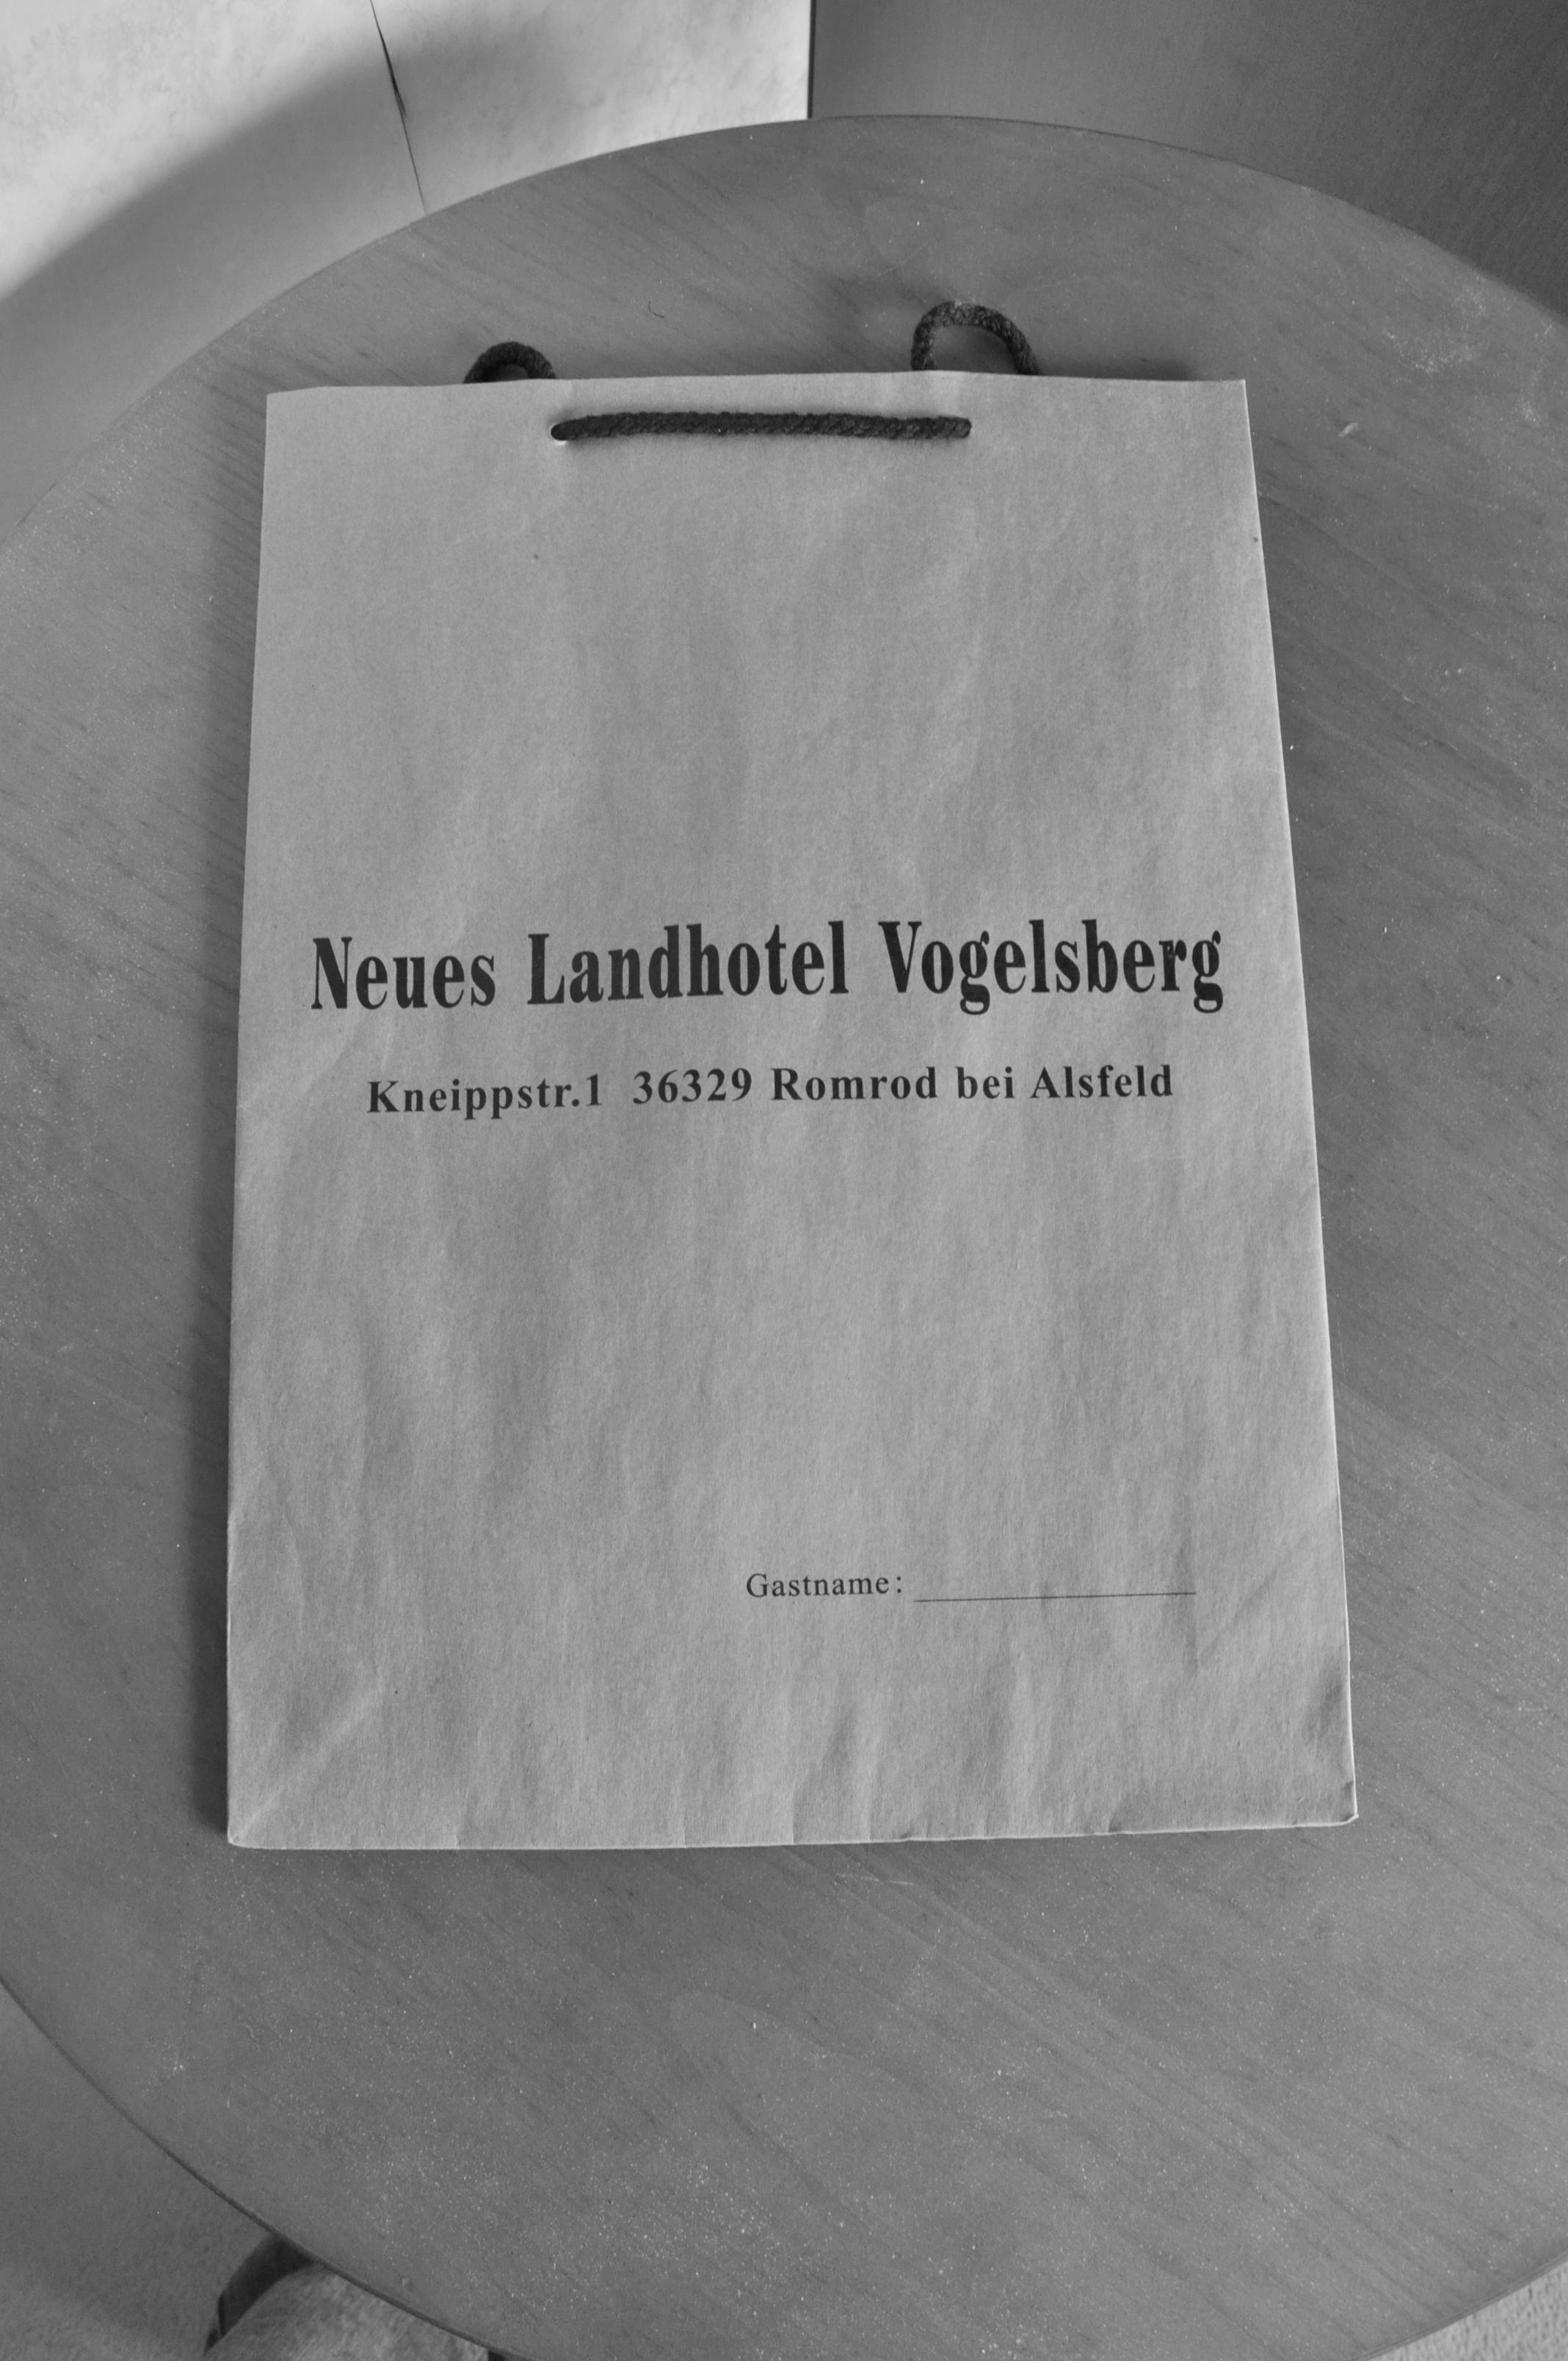 Neues Landhotel Vogelsberg
Kneippstr.1 36329 Romrod bei Alsfeld
Gastname: